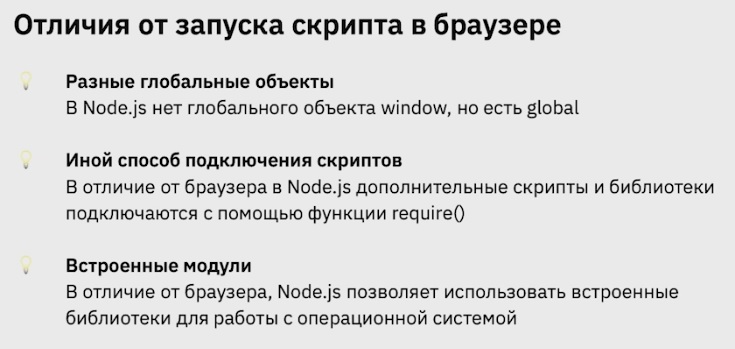 Отличия от запуска скрипта в браузере
Разные глобальные объекты
В Node.js нет глобального объекта window, но есть global
Иной способ подключения скриптов
В отличие от браузера в Node.js дополнительные скрипты и библиотеки
подключаются с помощью функции require()
Встроенные модули
В отличие от браузера, Node.js позволяет использовать встроенные
библиотеки для работы с операционной системой